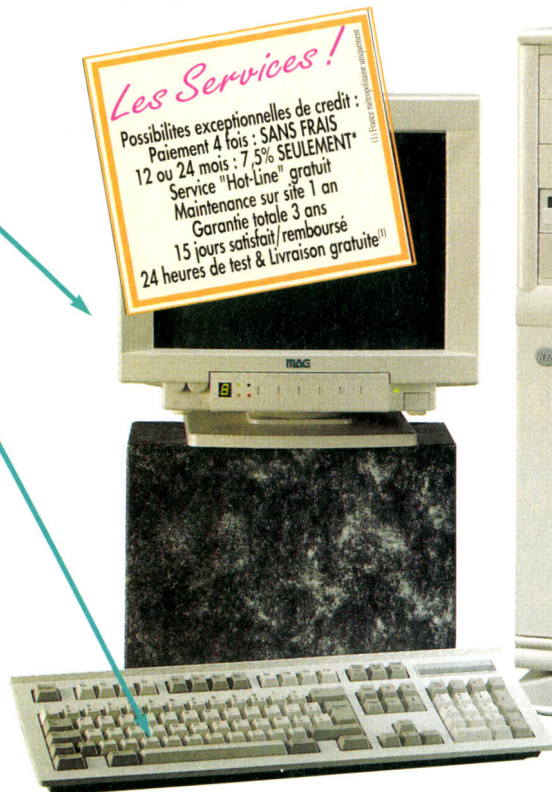 Les Services !
Possibilites exceptionnelles de credit :
Paiement 4 fois : SANS FRAIS
12 ou 24 mois : 7,5% SEULEMENT*
Service "Hot-Line" gratuit
Maintenance sur site 1 an
Garantie totale 3 ans
15 jours satisfait/remboursé
24 heures de test & Livraison gratuite(1)
(1) France métropolitaine uniquement
MAG
8